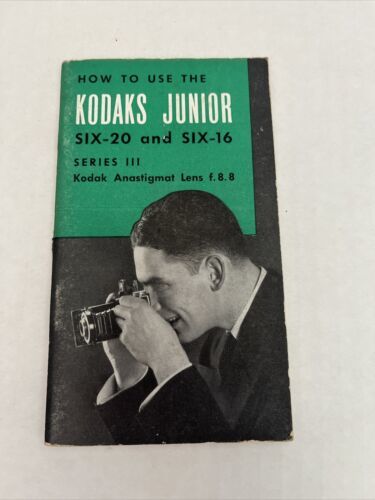 HOW TO USE THE
KODAKS JUNIOR
SIX-20 and SIX-16
SERIES III
Kodak Anastigmat Lens f.8.8